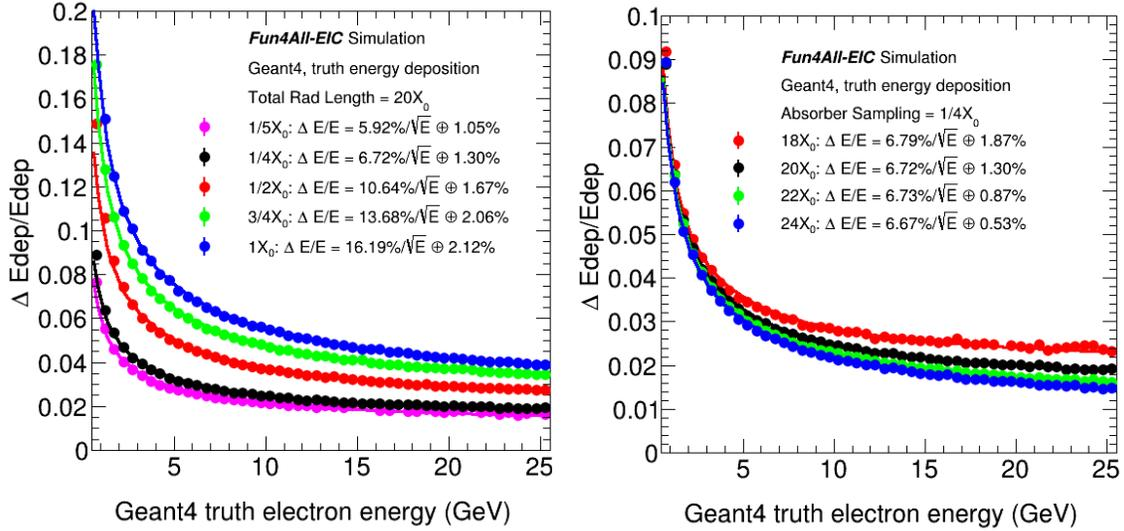 0.2
0.18
0.16
0.14
0.12
0.1
0.08
0.06
0.04
0.02
0
Δ Edep/Edep
Fun4All-EIC Simulation
Geant4, truth energy deposition
Total Rad Length = 20X₀
1/5X₀: Δ E/E = 5.92%/√E ⊕ 1.05%
1/4X₀: Δ E/E = 6.72%/√E ⊕ 1.30%
1/2X₀: Δ E/E = 10.64%/√E ⊕ 1.67%
3/4X₀: Δ E/E = 13.68%/√E ⊕ 2.06%
1X₀: Δ E/E = 16.19%/√E ⊕ 2.12%
5 10 15 20 25
Geant4 truth electron energy (GeV)
0.1
0.09
0.08
0.07
0.06
0.05
0.04
0.03
0.02
0.01
0
Δ Edep/Edep
Fun4All-EIC Simulation
Geant4, truth energy deposition
Absorber Sampling = 1/4X₀
18X₀: Δ E/E = 6.79%/√E ⊕ 1.87%
20X₀: Δ E/E = 6.72%/√E ⊕ 1.30%
22X₀: Δ E/E = 6.73%/√E ⊕ 0.87%
24X₀: Δ E/E = 6.67%/√E ⊕ 0.53%
5 10 15 20 25
Geant4 truth electron energy (GeV)